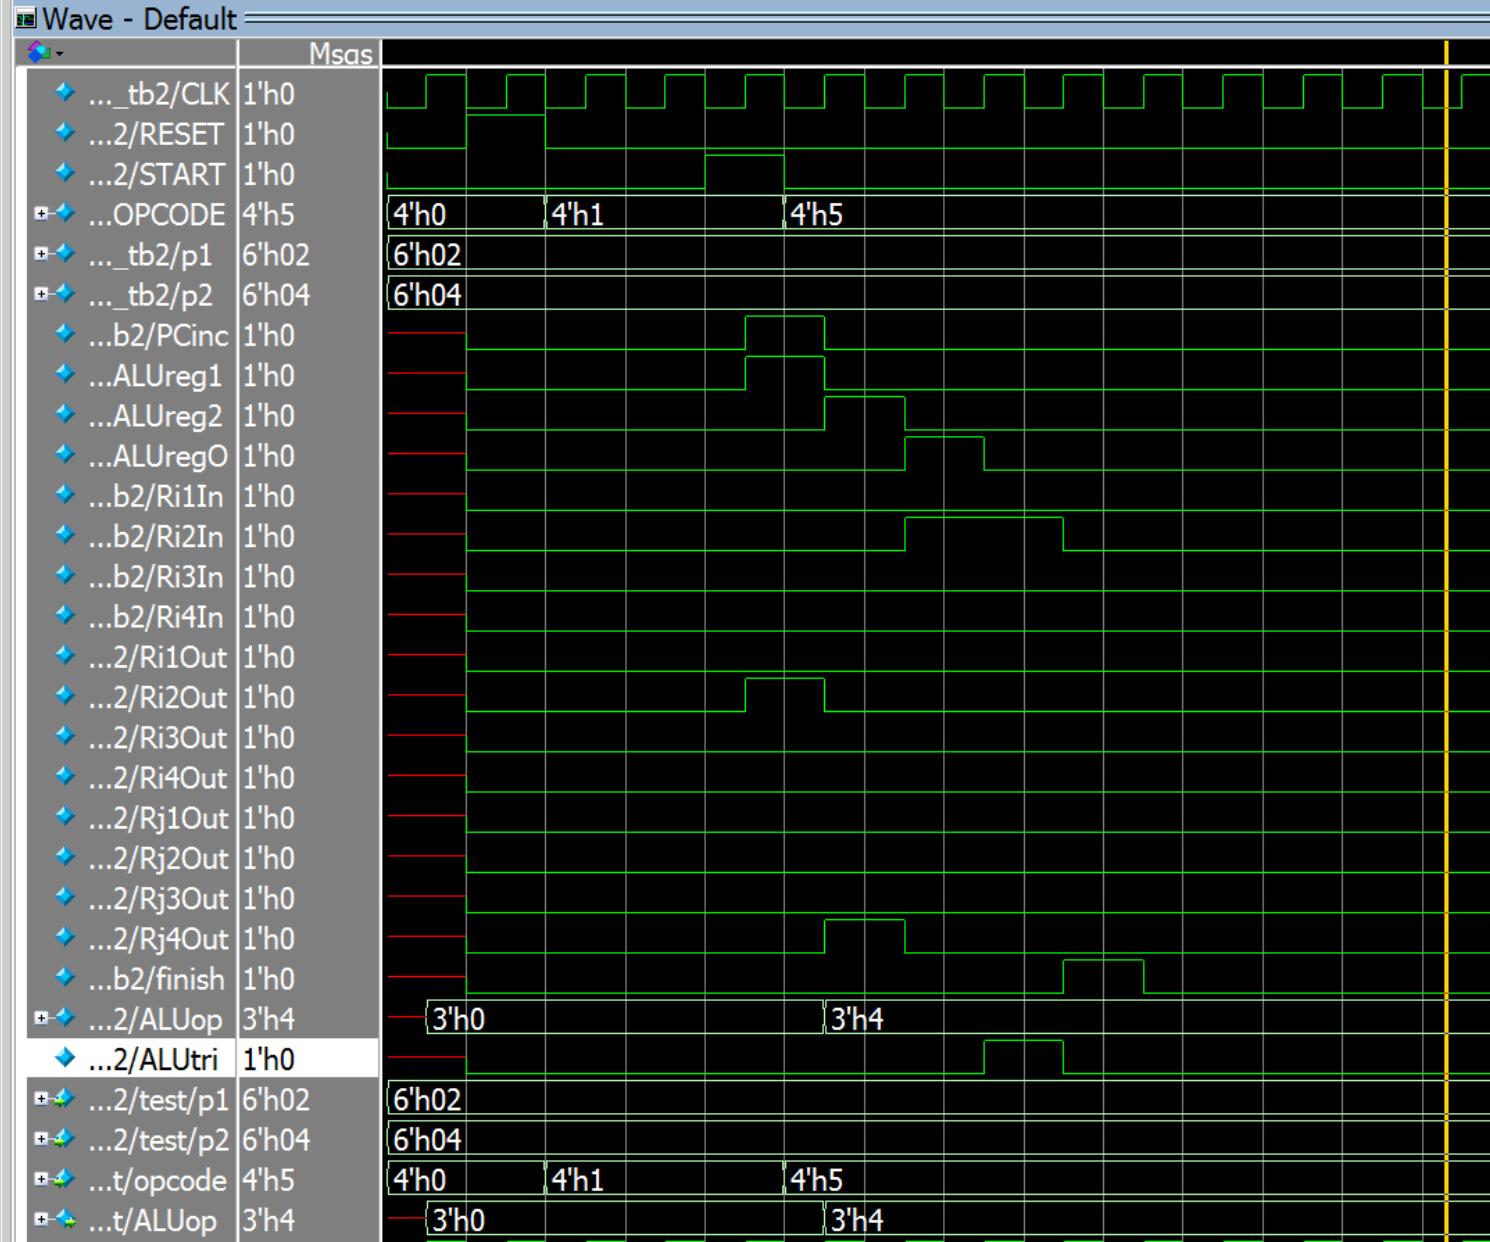 Wave - Default
Msgs
..._tb2/CLK 1'h0
...2/RESET 1'h0
...2/START 1'h0
...OPCODE 4'h5 4'h0 4'h1 4'h5
..._tb2/p1 6'h02 6'h02
..._tb2/p2 6'h04 6'h04
...b2/PCinc 1'h0
...ALUreg1 1'h0
...ALUreg2 1'h0
...ALUregO 1'h0
...b2/Ri1In 1'h0
...b2/Ri2In 1'h0
...b2/Ri3In 1'h0
...b2/Ri4In 1'h0
...2/Ri1Out 1'h0
...2/Ri2Out 1'h0
...2/Ri3Out 1'h0
...2/Ri4Out 1'h0
...2/Rj1Out 1'h0
...2/Rj2Out 1'h0
...2/Rj3Out 1'h0
...2/Rj4Out 1'h0
...b2/finish 1'h0
...2/ALUop 3'h4 3'h0 3'h4
...2/ALUtri 1'h0
...2/test/p1 6'h02 6'h02
...2/test/p2 6'h04 6'h04
...t/opcode 4'h5 4'h0 4'h1 4'h5
...t/ALUop 3'h4 3'h0 3'h4